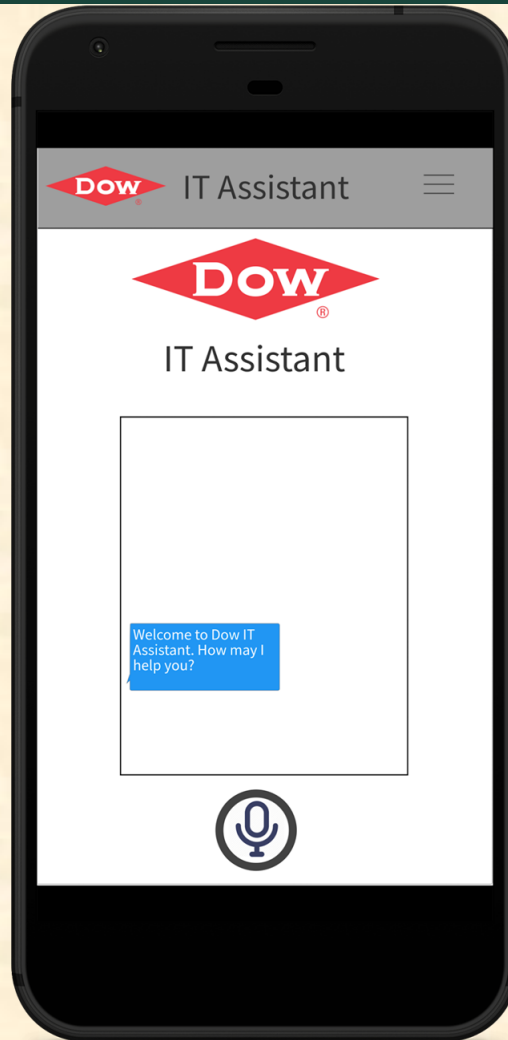 Dow
IT Assistant
Dow
®
IT Assistant
Welcome to Dow IT
Assistant. How may I
help you?